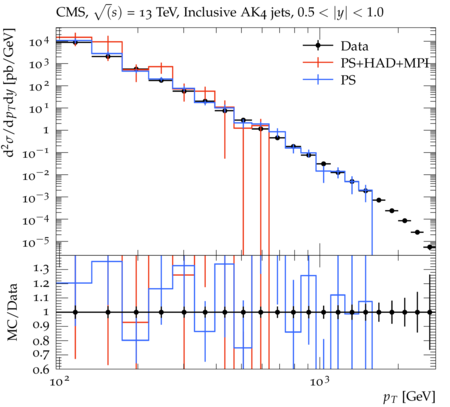 CMS, √(s) = 13 TeV, Inclusive AK4 jets, 0.5 < |y| < 1.0
d²σ/dp_T dy [pb/GeV]
10⁴
10³
10²
10¹
1
10⁻¹
10⁻²
10⁻³
10⁻⁴
10⁻⁵
Data
PS+HAD+MPI
PS
MC/Data
1.3
1.2
1.1
1
0.9
0.8
0.7
0.6
10²
10³
p_T [GeV]